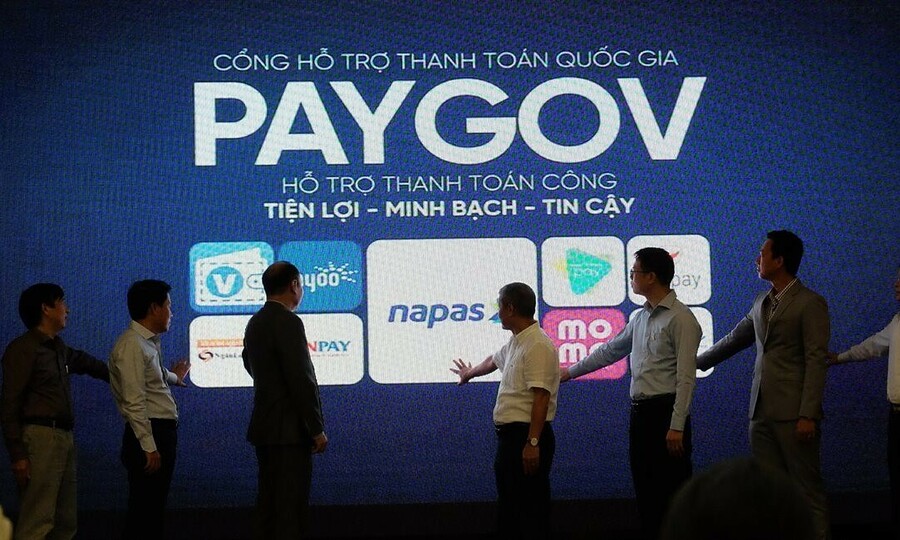 CỔNG HỖ TRỢ THANH TOÁN QUỐC GIA
PAYGOV
HỖ TRỢ THANH TOÁN CÔNG
TIỆN LỢI - MINH BẠCH - TIN CẬY
napas
pay
pay
MO
PAY